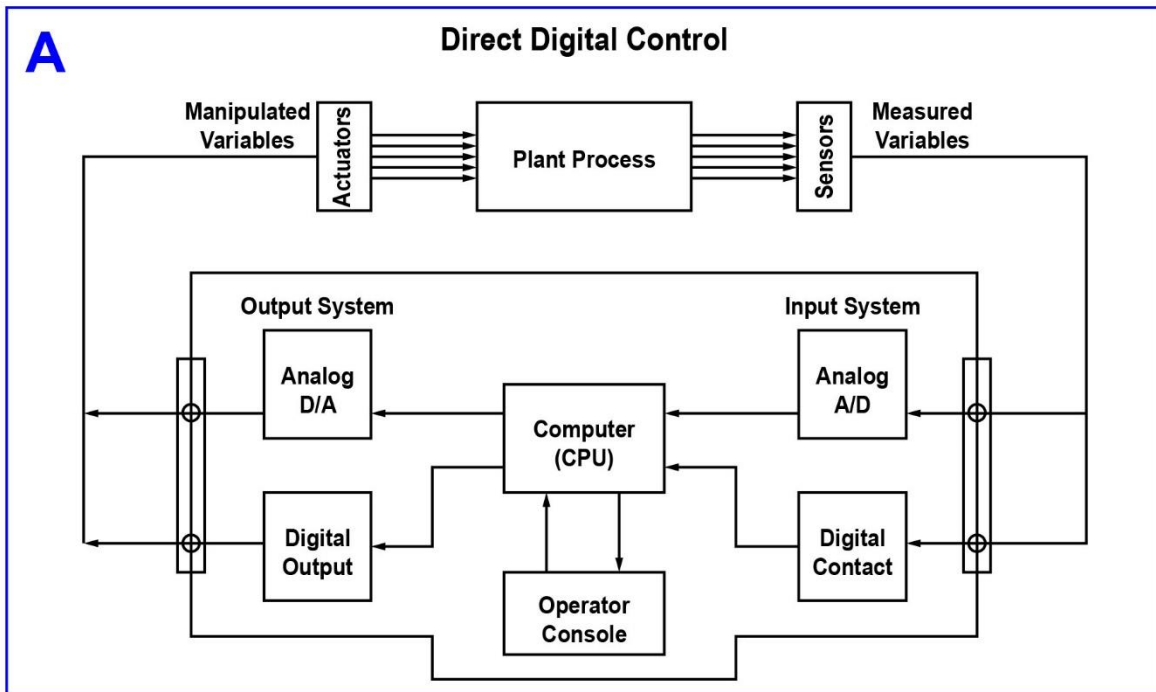 A
Direct Digital Control
Manipulated
Variables
Actuators
Plant Process
Sensors
Measured
Variables
Output System
Input System
Analog
D/A
Computer
(CPU)
Analog
A/D
Digital
Output
Operator
Console
Digital
Contact